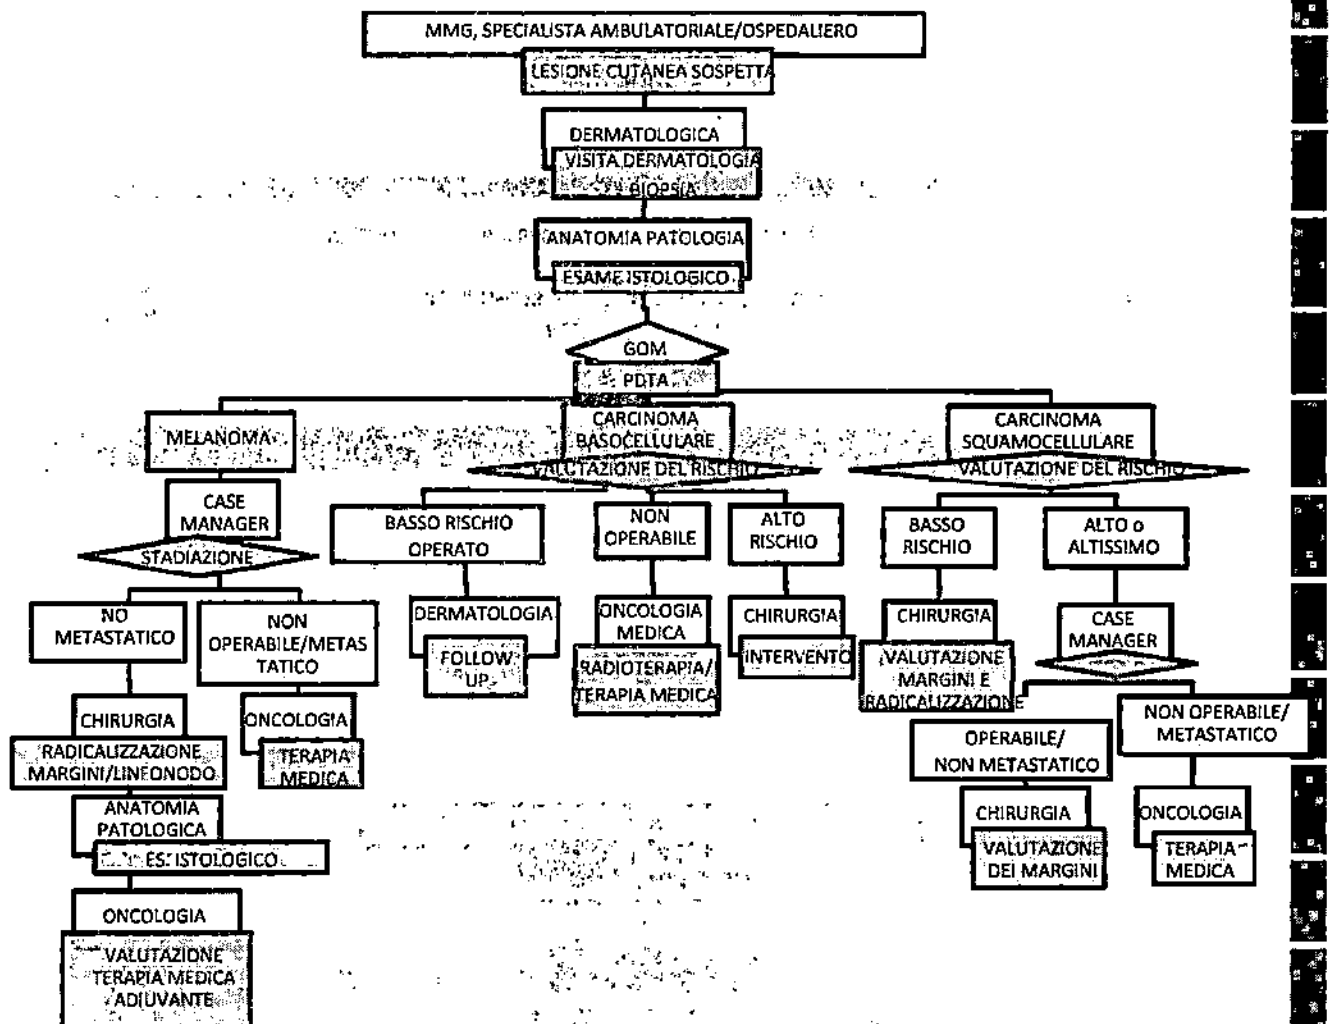 MMG, SPECIALISTA AMBULATORIALE/OSPEDALIERO
LESIONE CUTANEA SOSPETTA
DERMATOLOGICA
VISITA DERMATOLOGIA
BIOPSIA
ANATOMIA PATOLOGIA
ESAME ISTOLOGICO
GOM
PDTA
MELANOMA
CASE
MANAGER
STADIAZIONE
NO
METASTATICO
CHIRURGIA
RADICALIZZAZIONE
MARGINI/LINFONODO
ANATOMIA
PATOLOGICA
ES. ISTOLOGICO
ONCOLOGIA
VALUTAZIONE
TERAPIA MEDICA
ADIUVANTE
NON
OPERABILE/METAS
TATICO
ONCOLOGIA
TERAPIA
MEDICA
CARCINOMA
BASOCELLULARE
VALUTAZIONE DEL RISCHIO
BASSO RISCHIO
OPERATO
DERMATOLOGIA
FOLLOW
UP
NON
OPERABILE
ONCOLOGIA
MEDICA
RADIOTERAPIA/
TERAPIA MEDICA
ALTO
RISCHIO
CHIRURGIA
INTERVENTO
CARCINOMA
SQUAMOCELLULARE
VALUTAZIONE DEL RISCHIO
BASSO
RISCHIO
CHIRURGIA
VALUTAZIONE
MARGINI E
RADICALIZZAZIONE
ALTO o
ALTISSIMO
CASE
MANAGER
OPERABILE/
NON METASTATICO
CHIRURGIA
VALUTAZIONE
DEI MARGINI
NON OPERABILE/
METASTATICO
ONCOLOGIA
TERAPIA
MEDICA